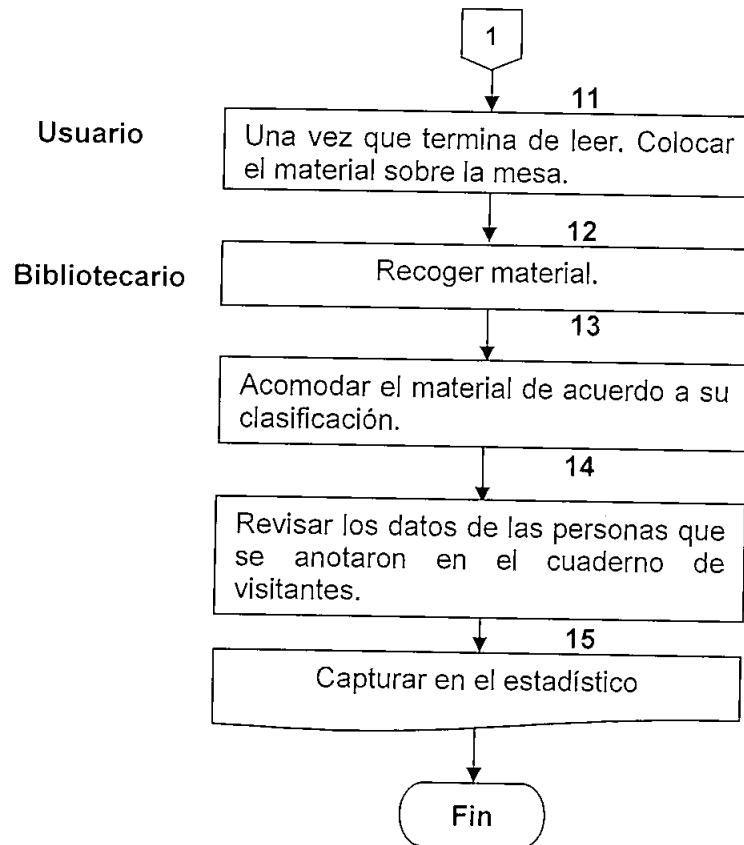 1
11
Usuario
Una vez que termina de leer. Colocar
el material sobre la mesa.
12
Bibliotecario
Recoger material.
13
Acomodar el material de acuerdo a su
clasificación.
14
Revisar los datos de las personas que
se anotaron en el cuaderno de
visitantes.
15
Capturar en el estadístico
Fin